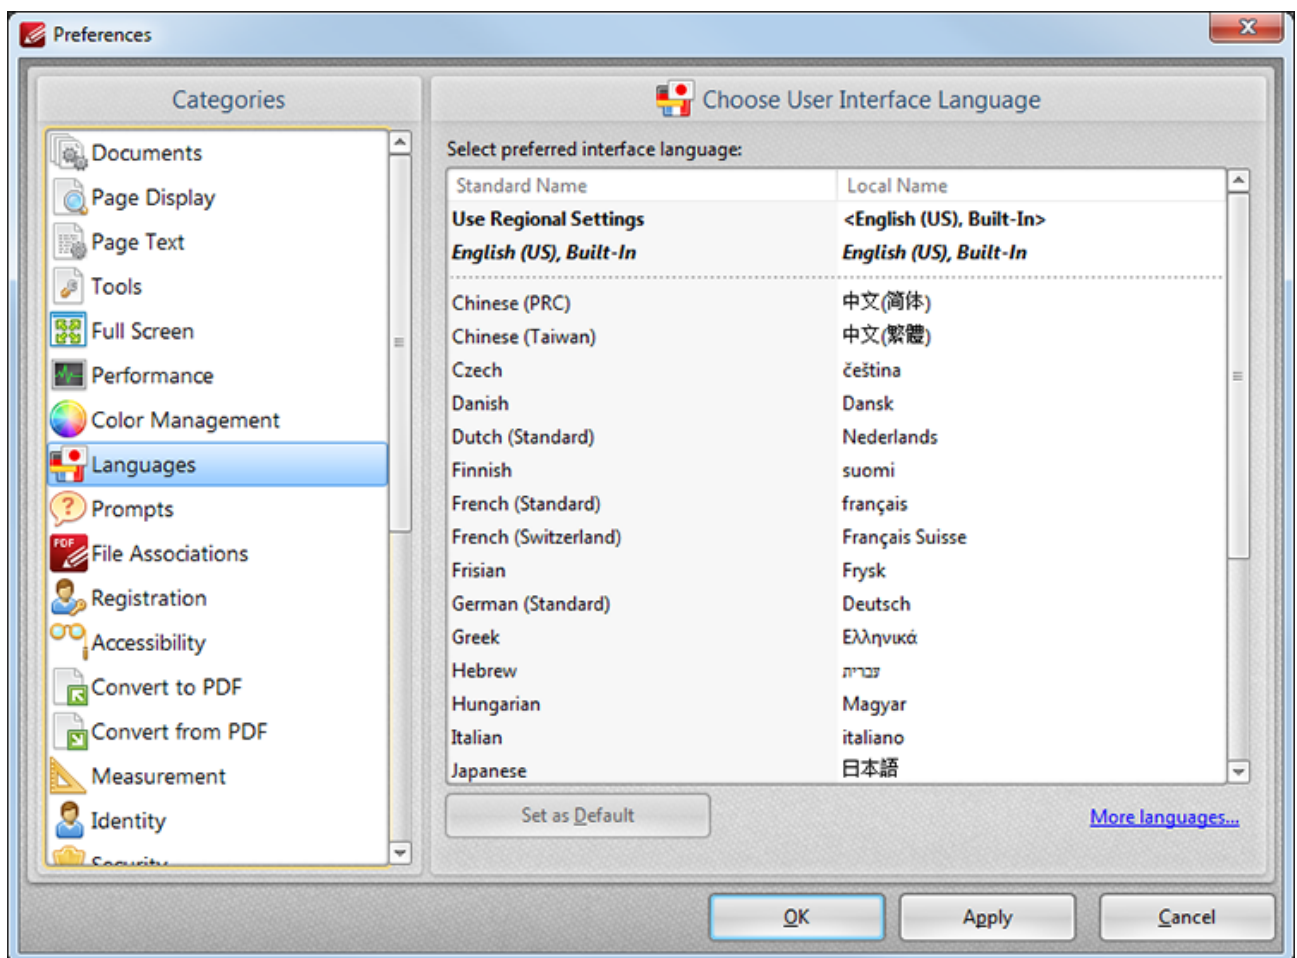 Preferences
Categories
Documents
Page Display
Page Text
Tools
Full Screen
Performance
Color Management
Languages
Prompts
PDF
File Associations
Registration
Accessibility
Convert to PDF
Convert from PDF
Measurement
Identity
Security
Choose User Interface Language
Select preferred interface language:
Standard Name Local Name
Use Regional Settings <English (US), Built-In>
English (US), Built-In English (US), Built-In
Chinese (PRC) 中文(简体)
Chinese (Taiwan) 中文(繁體)
Czech čeština
Danish Dansk
Dutch (Standard) Nederlands
Finnish suomi
French (Standard) français
French (Switzerland) Français Suisse
Frisian Frysk
German (Standard) Deutsch
Greek Ελληνικά
Hebrew עברית
Hungarian Magyar
Italian italiano
Japanese 日本語
Set as Default
More languages...
OK Apply Cancel